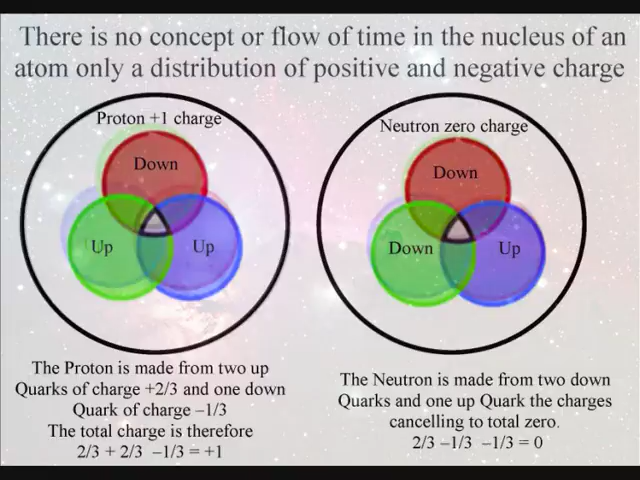 There is no concept or flow of time in the nucleus of an
atom only a distribution of positive and negative charge
Proton +1 charge
Down
Up
Up
The Proton is made from two up
Quarks of charge +2/3 and one down
Quark of charge –1/3
The total charge is therefore
2/3 + 2/3 –1/3 = +1
Neutron zero charge
Down
Down
Up
The Neutron is made from two down
Quarks and one up Quark the charges
cancelling to total zero.
2/3 –1/3 –1/3 = 0